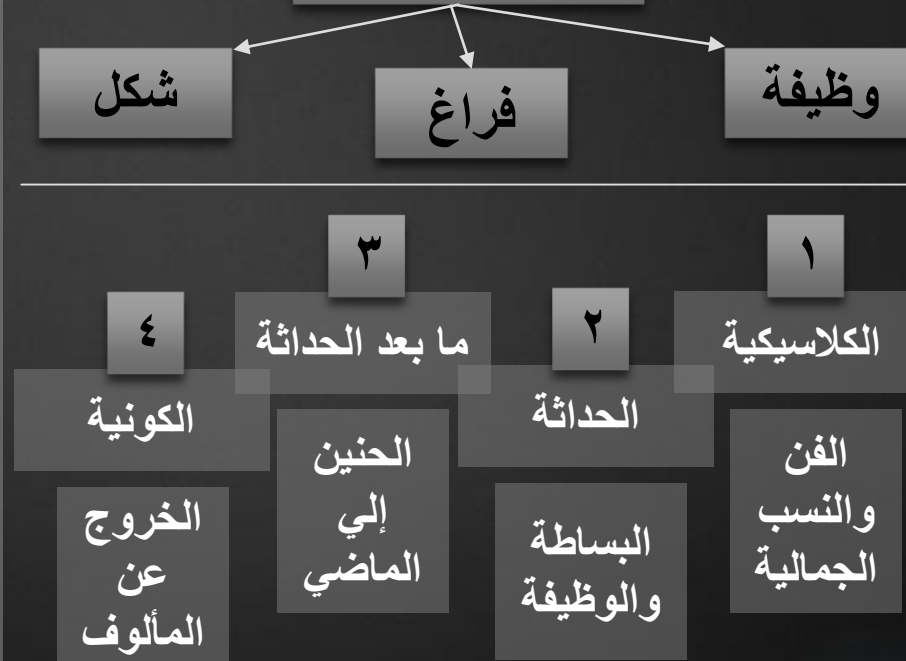 وظيفة
فراغ
شكل
١
الكلاسيكية
الفن
والنسب
الجمالية
٢
الحداثة
البساطة
والوظيفة
٣
ما بعد الحداثة
الحنين
إلي
الماضي
٤
الكونية
الخروج
عن
المألوف